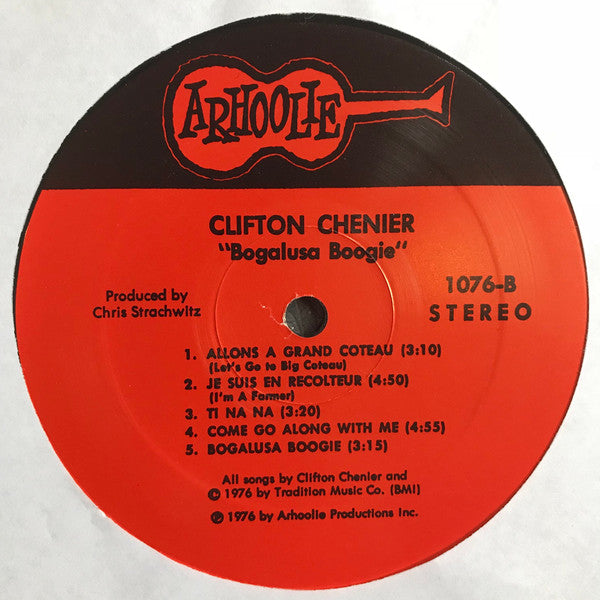 ARHOOLIE
CLIFTON CHENIER
"Bogalusa Boogie"
Produced by
Chris Strachwitz
1076-B
STEREO
1. ALLONS A GRAND COTEAU (3:10)
(Let's Go to Big Coteau)
2. JE SUIS EN RECOLTEUR (4:50)
(I'm A Farmer)
3. TI NA NA (3:20)
4. COME GO ALONG WITH ME (4:55)
5. BOGALUSA BOOGIE (3:15)
All songs by Clifton Chenier and
© 1976 by Tradition Music Co. (BMI)
℗ 1976 by Arhoolie Productions Inc.